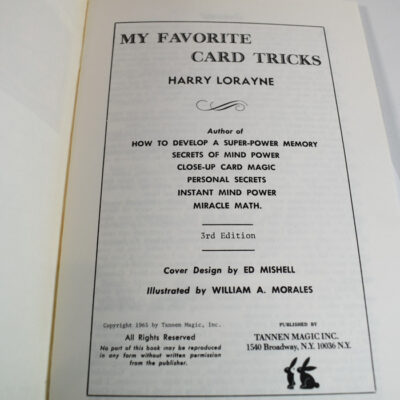 MY FAVORITE
CARD TRICKS
HARRY LORAYNE
Author of
HOW TO DEVELOP A SUPER-POWER MEMORY
SECRETS OF MIND POWER
CLOSE-UP CARD MAGIC
PERSONAL SECRETS
INSTANT MIND POWER
MIRACLE MATH.
3rd Edition
Cover Design by ED MISHELL
Illustrated by WILLIAM A. MORALES
Copyright 1965 by Tannen Magic, Inc.
All Rights Reserved
No part of this book may be reproduced
in any form without written permission
from the publisher.
PUBLISHED BY
TANNEN MAGIC INC.
1540 Broadway, N.Y. 10036 N.Y.